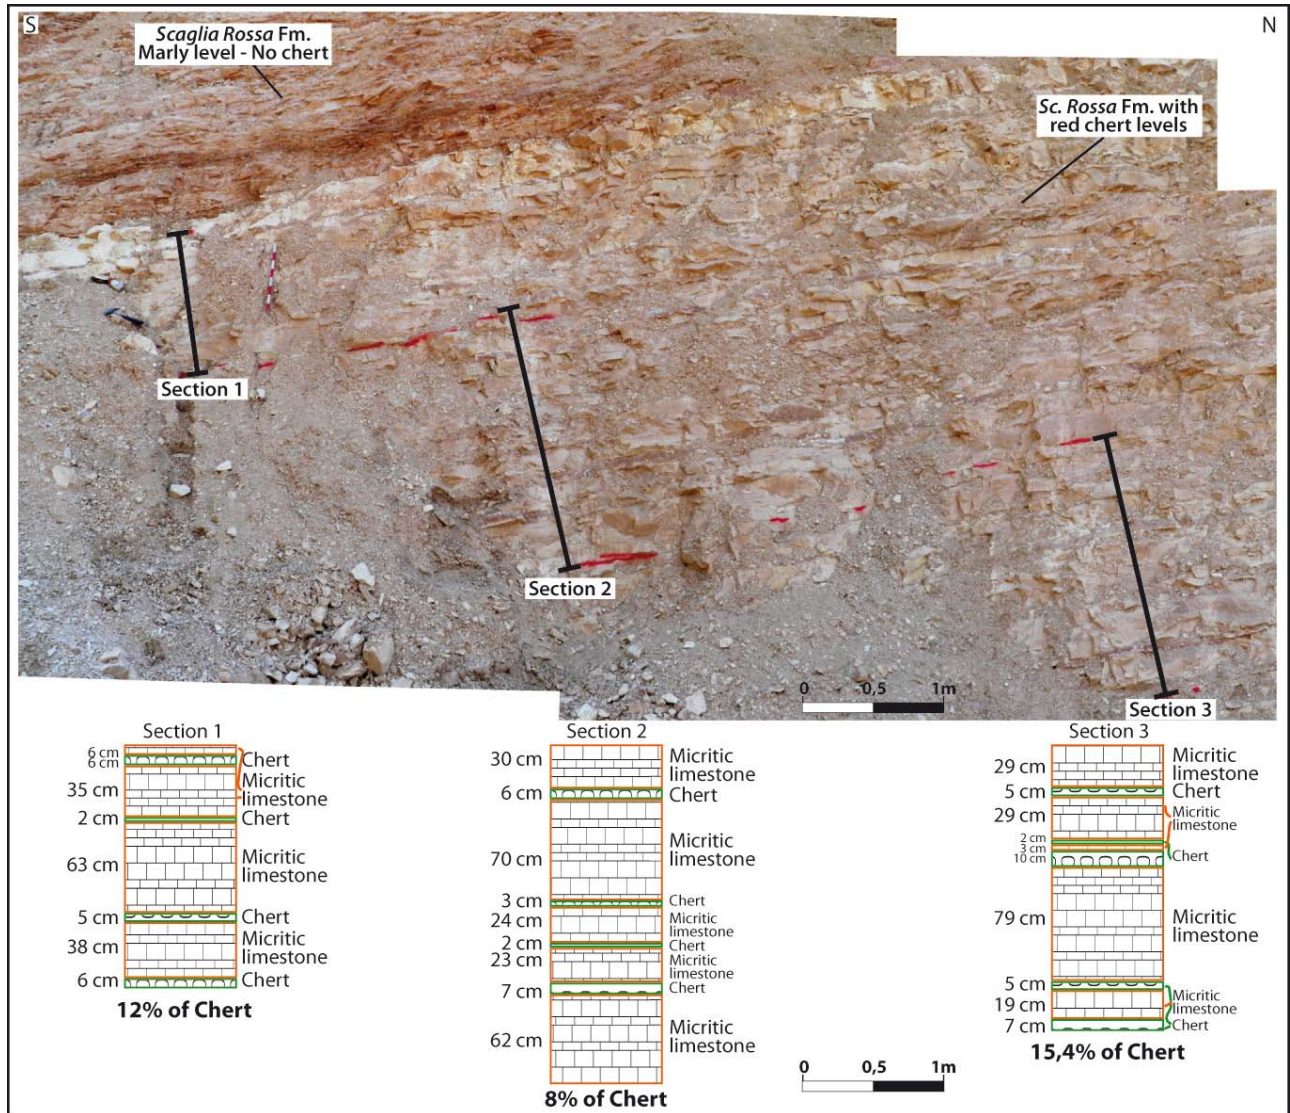 S
N
Scaglia Rossa Fm.
Marly level - No chert
Sc. Rossa Fm. with
red chert levels
Section 1
Section 2
Section 3
0 0,5 1m
Section 1
6 cm
6 cm
Chert
35 cm
Micritic
limestone
2 cm
Chert
63 cm
Micritic
limestone
5 cm
Chert
38 cm
Micritic
limestone
6 cm
Chert
12% of Chert
Section 2
30 cm
Micritic
limestone
6 cm
Chert
70 cm
Micritic
limestone
3 cm
Chert
24 cm
Micritic
limestone
2 cm
Chert
23 cm
Micritic
limestone
7 cm
Chert
62 cm
Micritic
limestone
8% of Chert
0 0,5 1m
Section 3
29 cm
Micritic
limestone
5 cm
Chert
29 cm
Micritic
limestone
2 cm
3 cm
10 cm
Chert
79 cm
Micritic
limestone
5 cm
19 cm
Micritic
limestone
7 cm
Chert
15,4% of Chert